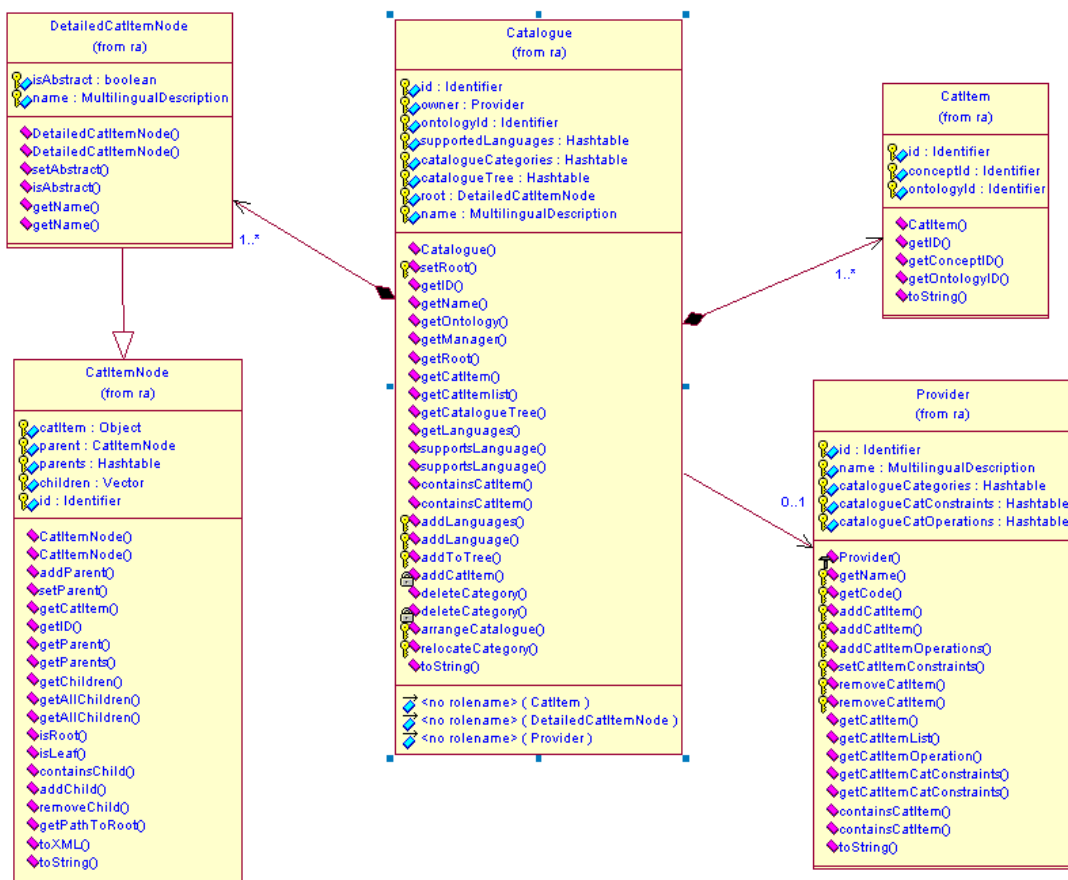 DetailedCatItemNode
(from ra)
isAbstract : boolean
name : MultilingualDescription
DetailedCatItemNode()
DetailedCatItemNode()
setAbstract()
isAbstract()
getName()
getName()
1..*
CatItemNode
(from ra)
catItem : Object
parent : CatItemNode
parents : Hashtable
children : Vector
id : Identifier
CatItemNode()
CatItemNode()
addParent()
setParent()
getCatItem()
getID()
getParent()
getParents()
getChildren()
getAllChildren()
getAllChildren()
isRoot()
isLeaf()
containsChild()
addChild()
removeChild()
getPathToRoot()
toXML()
toString()
Catalogue
(from ra)
id : Identifier
owner : Provider
ontologyId : Identifier
supportedLanguages : Hashtable
catalogueCategories : Hashtable
catalogueTree : Hashtable
root : DetailedCatItemNode
name : MultilingualDescription
Catalogue()
setRoot()
getID()
getName()
getOntology()
getManager()
getRoot()
getCatItem()
getCatItemlist()
getCatalogueTree()
getLanguages()
supportsLanguage()
supportsLanguage()
containsCatItem()
containsCatItem()
addLanguages()
addLanguage()
addToTree()
addCatItem()
deleteCategory()
deleteCategory()
arrangeCatalogue()
relocateCategory()
toString()
<no rolename> ( CatItem )
<no rolename> ( DetailedCatItemNode )
<no rolename> ( Provider )
CatItem
(from ra)
id : Identifier
conceptId : Identifier
ontologyId : Identifier
CatItem()
getID()
getConceptID()
getOntologyID()
toString()
1..*
0..1
Provider
(from ra)
id : Identifier
name : MultilingualDescription
catalogueCategories : Hashtable
catalogueCatConstraints : Hashtable
catalogueCatOperations : Hashtable
Provider()
getName()
getCode()
addCatItem()
addCatItem()
addCatItemOperations()
setCatItemConstraints()
removeCatItem()
removeCatItem()
getCatItem()
getCatItemList()
getCatItemOperation()
getCatItemCatConstraints()
getCatItemCatConstraints()
containsCatItem()
containsCatItem()
toString()